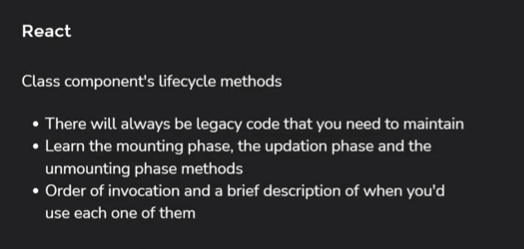 React
Class component's lifecycle methods
• There will always be legacy code that you need to maintain
• Learn the mounting phase, the updation phase and the
unmounting phase methods
• Order of invocation and a brief description of when you'd
use each one of them